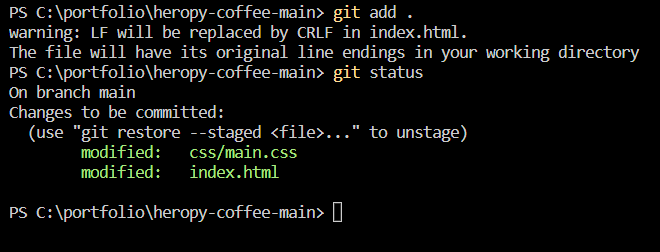 PS C:\portfolio\heropy-coffee-main> git add .
warning: LF will be replaced by CRLF in index.html.
The file will have its original line endings in your working directory
PS C:\portfolio\heropy-coffee-main> git status
On branch main
Changes to be committed:
  (use "git restore --staged <file>..." to unstage)
        modified:   css/main.css
        modified:   index.html

PS C:\portfolio\heropy-coffee-main>